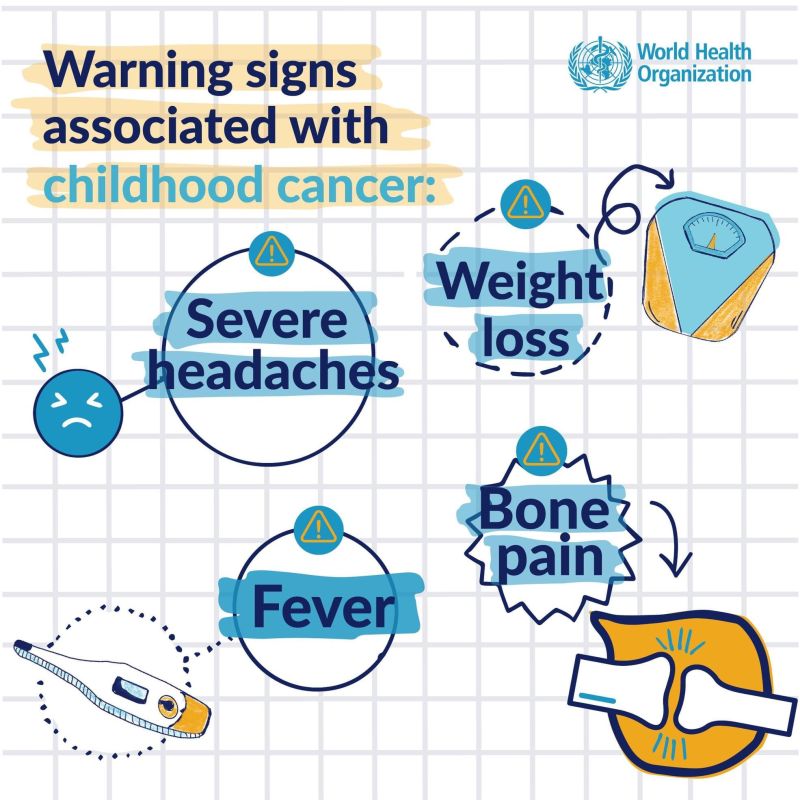 Warning signs
associated with
childhood cancer:
World Health
Organization
Severe
headaches
Weight
loss
Fever
Bone
pain